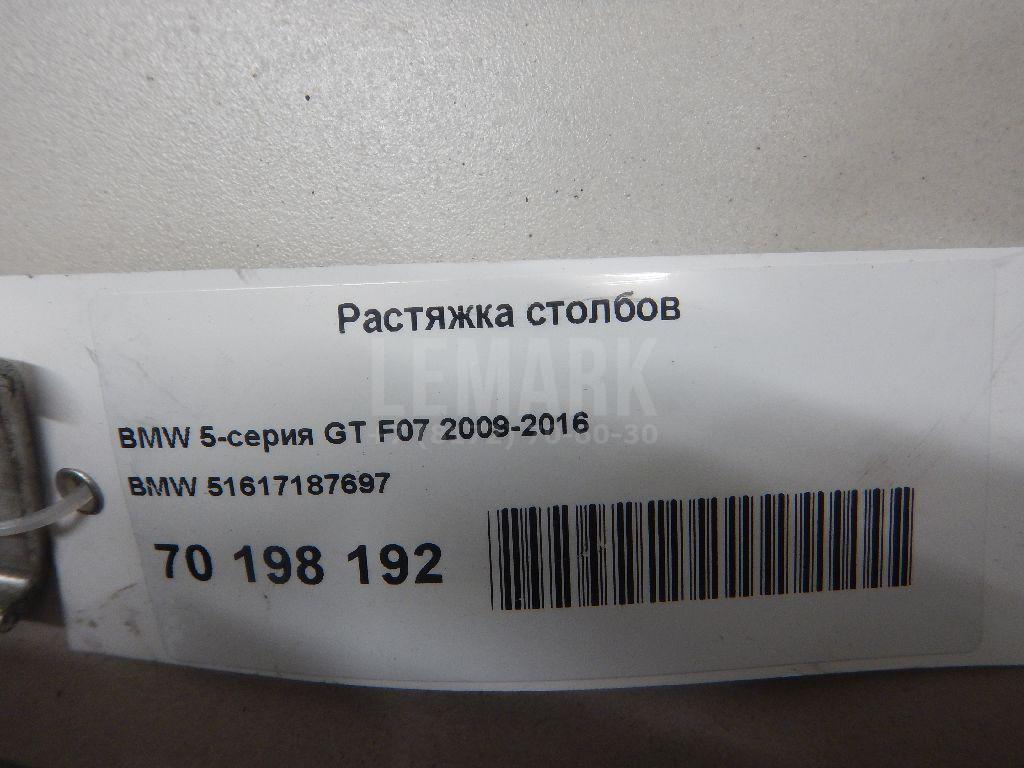 Растяжка столбов
LEMARK
BMW 5-серия GT F07 2009-2016
BMW 51617187697
70 198 192